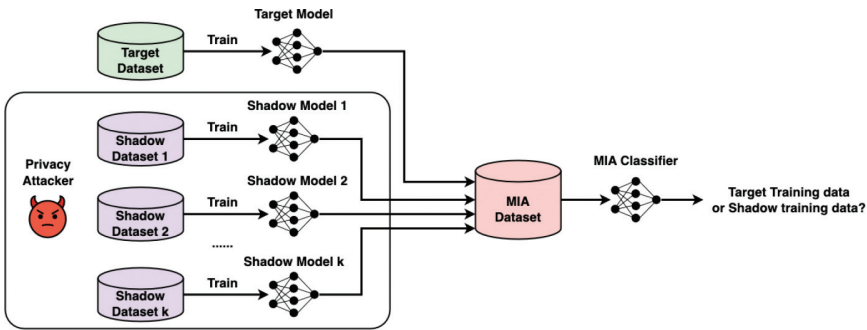 Target Model
Target
Dataset
Train
Privacy
Attacker
Shadow
Dataset 1
Train
Shadow Model 1
Shadow
Dataset 2
Train
Shadow Model 2
......
Shadow
Dataset k
Train
Shadow Model k
MIA
Dataset
MIA Classifier
Target Training data
or Shadow training data?